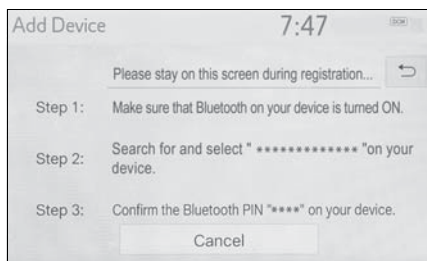 Add Device 7:47 DCM
Please stay on this screen during registration...
Step 1: Make sure that Bluetooth on your device is turned ON.
Step 2: Search for and select " ************* "on your
device.
Step 3: Confirm the Bluetooth PIN "****" on your device.
Cancel